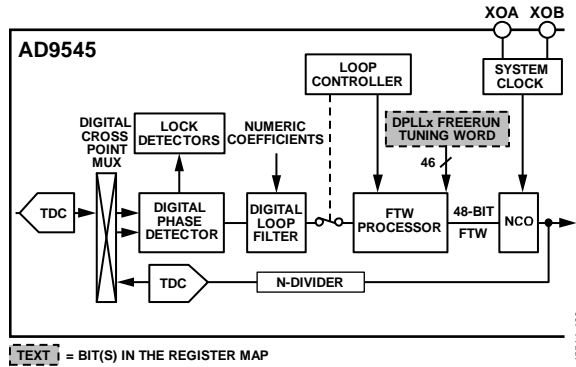 XOA XOB
AD9545
LOOP
CONTROLLER
SYSTEM
CLOCK
DIGITAL
CROSS
POINT
MUX
LOCK
DETECTORS
NUMERIC
COEFFICIENTS
DPLLx FREERUN
TUNING WORD
46
TDC
DIGITAL
PHASE
DETECTOR
DIGITAL
LOOP
FILTER
FTW
PROCESSOR
48-BIT
FTW
NCO
TDC
N-DIVIDER
TEXT = BIT(S) IN THE REGISTER MAP